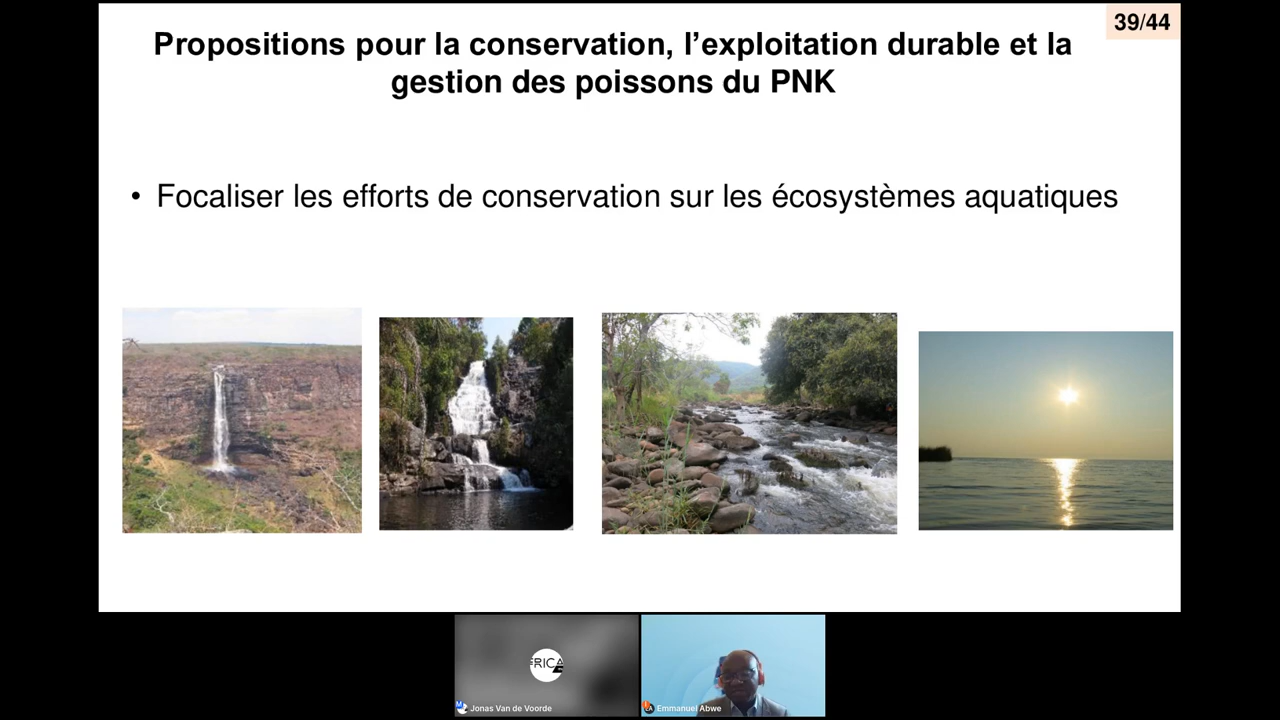 39/44
Propositions pour la conservation, l’exploitation durable et la
gestion des poissons du PNK
• Focaliser les efforts de conservation sur les écosystèmes aquatiques
Jonas Van de Voorde
Emmanuel Abwe